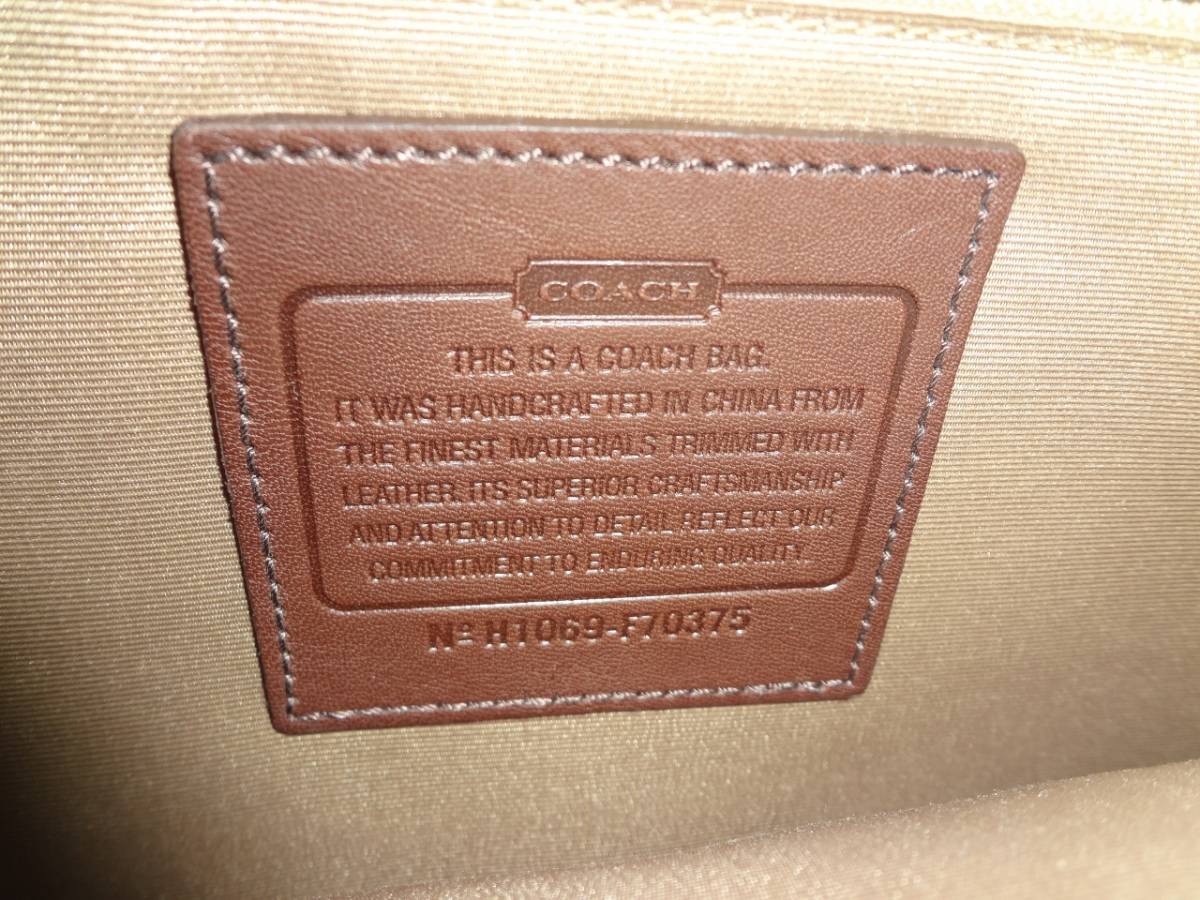 COACH
THIS IS A COACH BAG.
IT WAS HANDCRAFTED IN CHINA FROM
THE FINEST MATERIALS TRIMMED WITH
LEATHER. ITS SUPERIOR CRAFTSMANSHIP
AND ATTENTION TO DETAIL REFLECT OUR
COMMITMENT TO ENDURING QUALITY.
Nº H1069-F70375